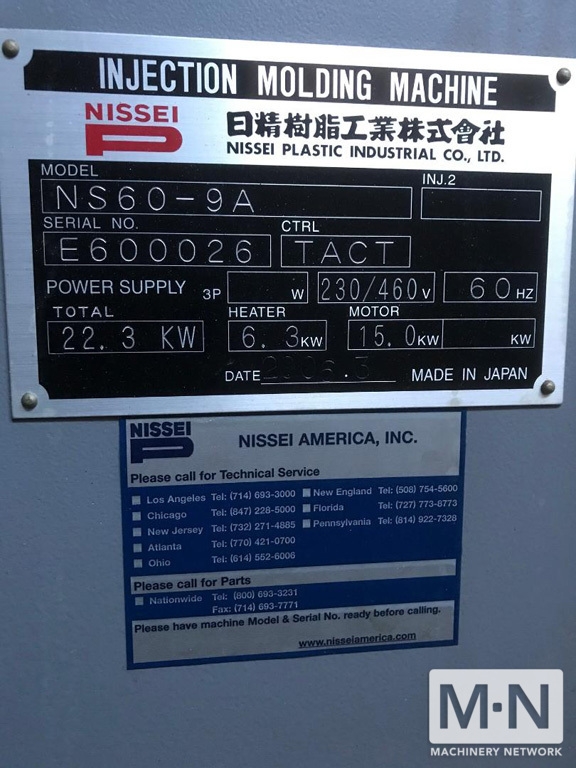 INJECTION MOLDING MACHINE
NISSEI
日精樹脂工業株式會社
NISSEI PLASTIC INDUSTRIAL CO., LTD.
MODEL
NS60-9A
INJ.2
SERIAL NO.
E600026
CTRL
TACT
POWER SUPPLY 3P W 230/460 V 60 HZ
TOTAL
22.3 KW
HEATER
6.3 KW
MOTOR
15.0 KW KW
DATE 2006.3 MADE IN JAPAN
NISSEI
NISSEI AMERICA, INC.
Please call for Technical Service
Los Angeles Tel: (714) 693-3000
Chicago Tel: (847) 228-5000
New Jersey Tel: (732) 271-4885
Atlanta Tel: (770) 421-0700
Ohio Tel: (614) 552-6006
New England Tel: (508) 754-5600
Florida Tel: (727) 773-8773
Pennsylvania Tel: (814) 922-7328
Please call for Parts
Nationwide Tel: (800) 693-3231
Fax: (714) 693-7771
Please have machine Model & Serial No. ready before calling.
www.nisseiamerica.com
M·N
MACHINERY NETWORK